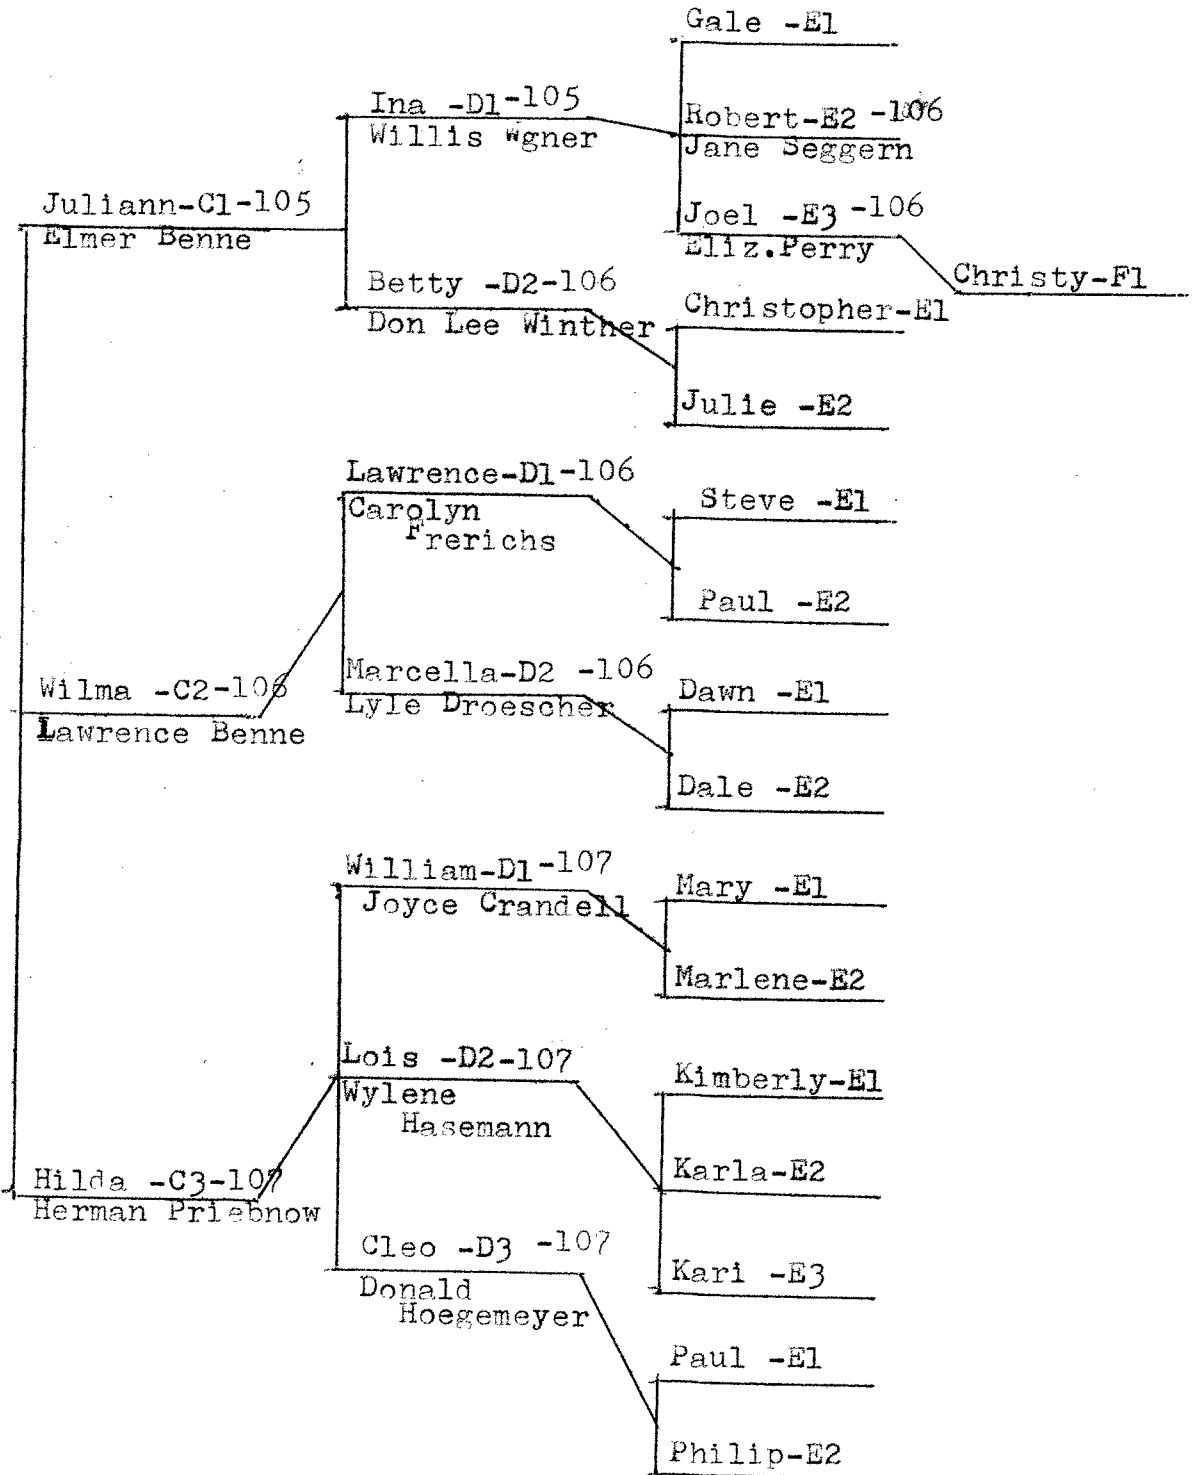 Gale -E1
Ina -D1-105
Willis Wgner
Robert-E2 -106
Jane Seggern
Juliann-C1-105
Elmer Benne
Joel -E3 -106
Eliz.Perry
Christy-F1
Betty -D2-106
Don Lee Winther
Christopher-E1
Julie -E2
Lawrence-D1-106
Carolyn
Frerichs
Steve -E1
Paul -E2
Wilma -C2-106
Lawrence Benne
Marcella-D2 -106
Lyle Droescher
Dawn -E1
Dale -E2
William-D1-107
Joyce Crandell
Mary -E1
Marlene-E2
Lois -D2-107
Wylene
Hasemann
Kimberly-E1
Karla-E2
Kari -E3
Hilda -C3-107
Herman Priebnow
Cleo -D3 -107
Donald
Hoegemeyer
Paul -E1
Philip-E2